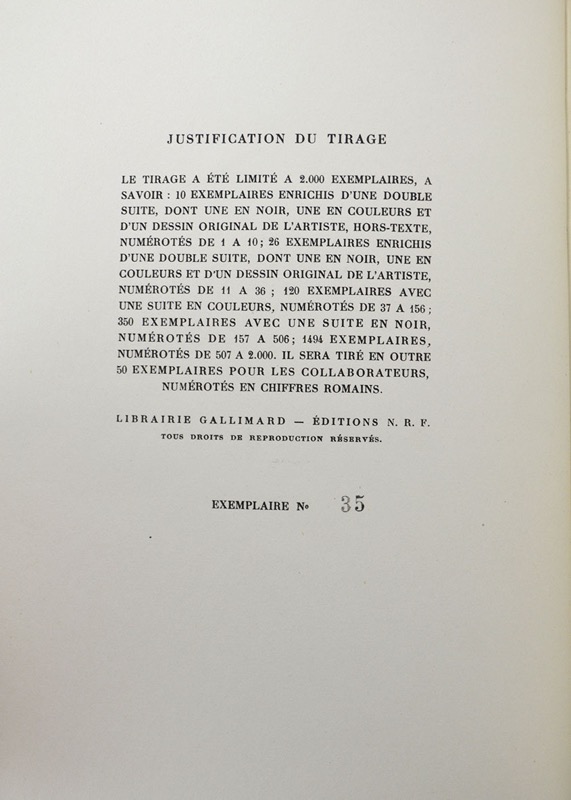 JUSTIFICATION DU TIRAGE
LE TIRAGE A ÉTÉ LIMITÉ A 2.000 EXEMPLAIRES, A
SAVOIR : 10 EXEMPLAIRES ENRICHIS D'UNE DOUBLE
SUITE, DONT UNE EN NOIR, UNE EN COULEURS ET
D'UN DESSIN ORIGINAL DE L'ARTISTE, HORS-TEXTE,
NUMÉROTÉS DE 1 A 10 ; 26 EXEMPLAIRES ENRICHIS
D'UNE DOUBLE SUITE, DONT UNE EN NOIR, UNE EN
COULEURS ET D'UN DESSIN ORIGINAL DE L'ARTISTE,
NUMÉROTÉS DE 11 A 36 ; 120 EXEMPLAIRES AVEC
UNE SUITE EN COULEURS, NUMÉROTÉS DE 37 A 156 ;
350 EXEMPLAIRES AVEC UNE SUITE EN NOIR,
NUMÉROTÉS DE 157 A 506 ; 1494 EXEMPLAIRES,
NUMÉROTÉS DE 507 A 2.000. IL SERA TIRÉ EN OUTRE
50 EXEMPLAIRES POUR LES COLLABORATEURS,
NUMÉROTÉS EN CHIFFRES ROMAINS.
LIBRAIRIE GALLIMARD — ÉDITIONS N. R. F.
TOUS DROITS DE REPRODUCTION RÉSERVÉS.
EXEMPLAIRE No 35